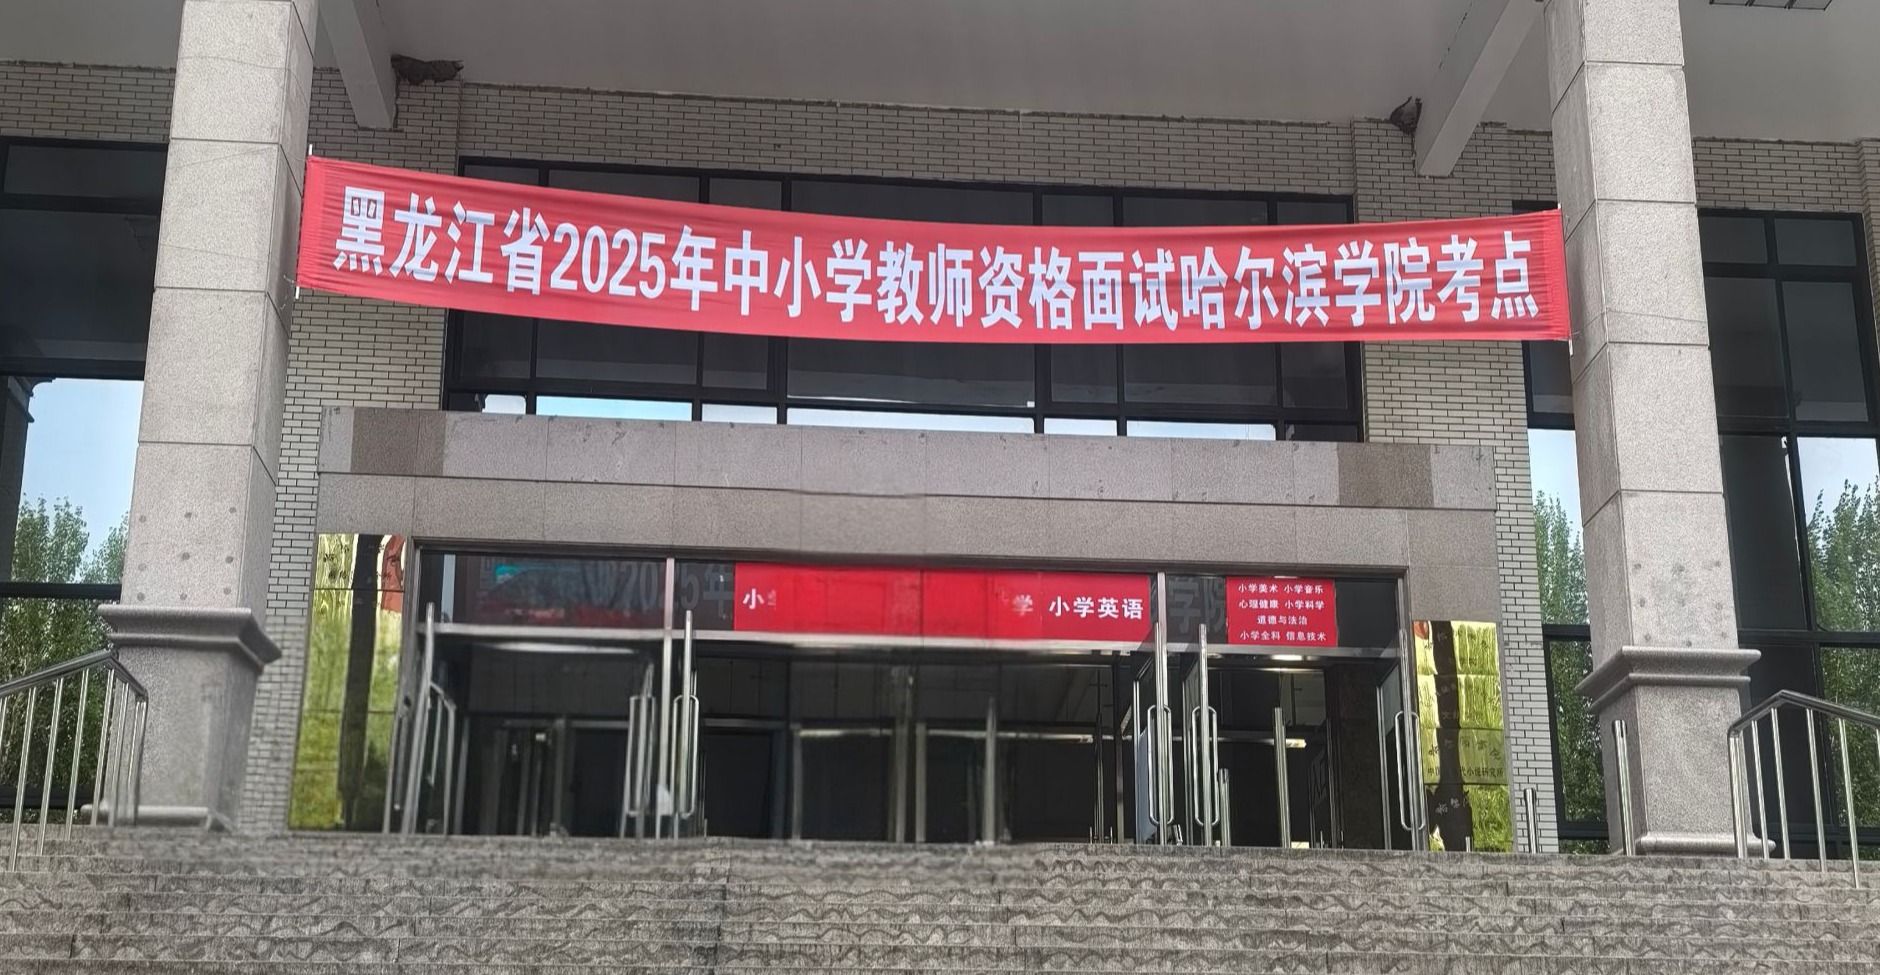 黑龙江省2025年中小学教师资格面试哈尔滨学院考点
小 学 小学英语
小学美术 小学音乐
心理健康 小学科学
道德与法治
小学全科 信息技术